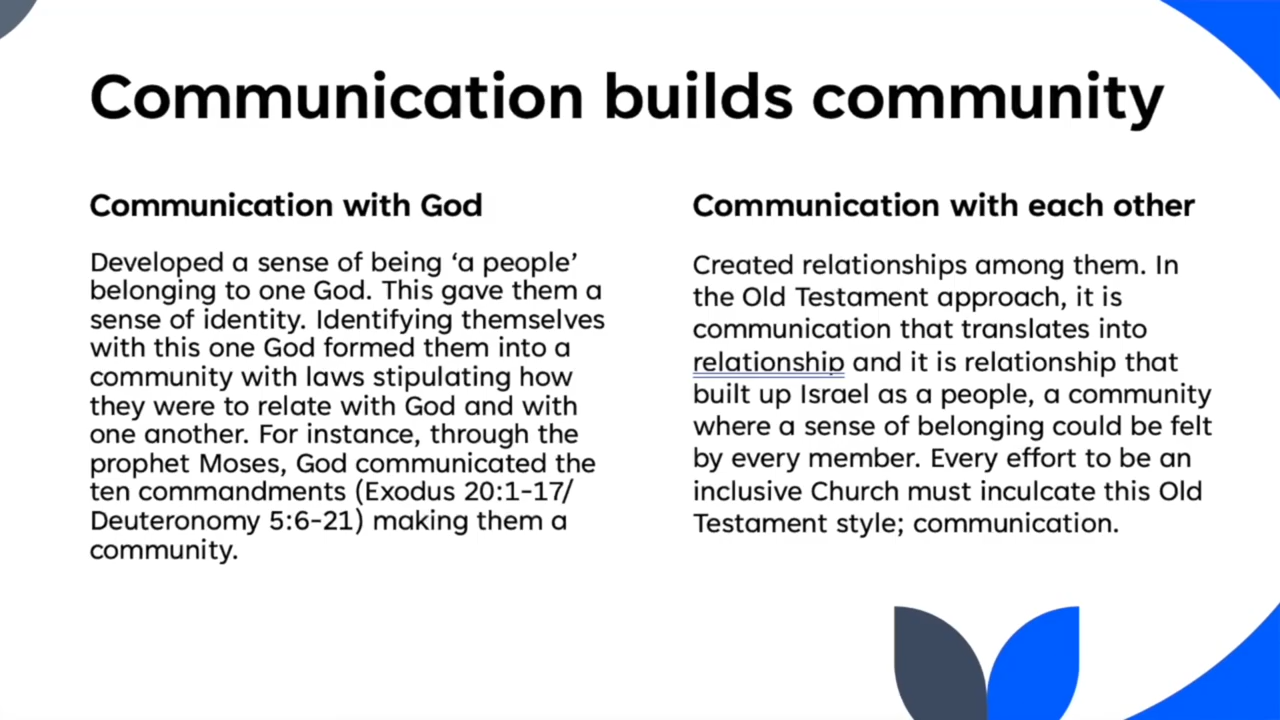 Communication builds community
Communication with God
Developed a sense of being ‘a people’
belonging to one God. This gave them a
sense of identity. Identifying themselves
with this one God formed them into a
community with laws stipulating how
they were to relate with God and with
one another. For instance, through the
prophet Moses, God communicated the
ten commandments (Exodus 20:1-17/
Deuteronomy 5:6-21) making them a
community.
Communication with each other
Created relationships among them. In
the Old Testament approach, it is
communication that translates into
relationship and it is relationship that
built up Israel as a people, a community
where a sense of belonging could be felt
by every member. Every effort to be an
inclusive Church must inculcate this Old
Testament style; communication.